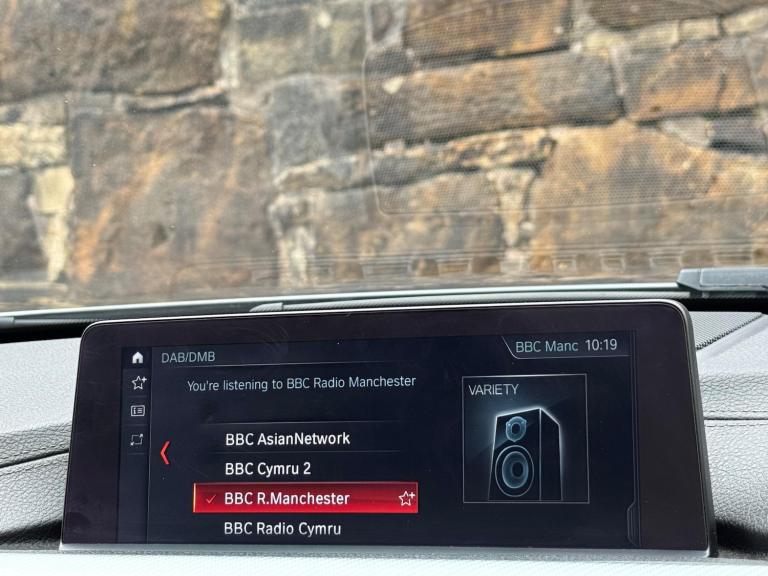 DAB/DMB
BBC Manc 10:19
You're listening to BBC Radio Manchester
VARIETY
BBC AsianNetwork
BBC Cymru 2
BBC R.Manchester
BBC Radio Cymru